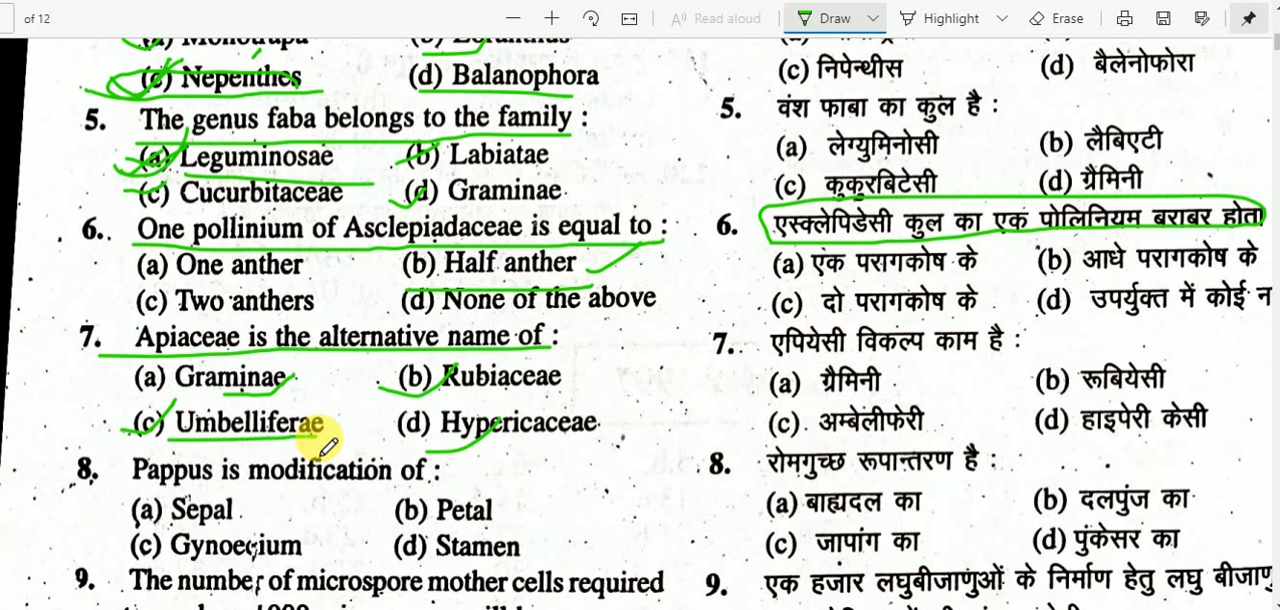 of 12
Read aloud
Draw
Highlight
Erase
(c) Nepenthes (d) Balanophora
5. The genus faba belongs to the family :
(a) Leguminosae (b) Labiatae
(c) Cucurbitaceae (d) Graminae
6. One pollinium of Asclepiadaceae is equal to :
(a) One anther (b) Half anther
(c) Two anthers (d) None of the above
7. Apiaceae is the alternative name of :
(a) Graminae (b) Rubiaceae
(c) Umbelliferae (d) Hypericaceae
8. Pappus is modification of :
(a) Sepal (b) Petal
(c) Gynoecium (d) Stamen
9. The number of microspore mother cells required
(c) निपेन्थीस (d) बैलेनोफोरा
5. वंश फाबा का कुल है :
(a) लेग्युमिनोसी (b) लैबिएटी
(c) कुकुरबिटेसी (d) ग्रैमिनी
6. एस्क्लेपिडेसी कुल का एक पोलिनियम बराबर होता
(a) एक परागकोष के (b) आधे परागकोष के
(c) दो परागकोष के (d) उपर्युक्त में कोई न
7. एपियेसी विकल्प काम है :
(a) ग्रैमिनी (b) रूबियेसी
(c) अम्बेलीफेरी (d) हाइपेरी केसी
8. रोमगुच्छ रूपान्तरण है :
(a) बाह्यदल का (b) दलपुंज का
(c) जापांग का (d) पुंकेसर का
9. एक हजार लघुबीजाणुओं के निर्माण हेतु लघु बीजाणु